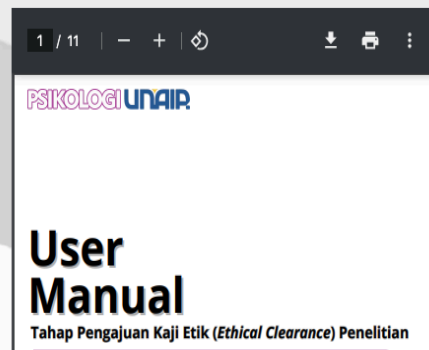 1 / 11
PSIKOLOGI UNAIR
User
Manual
Tahap Pengajuan Kaji Etik (Ethical Clearance) Penelitian